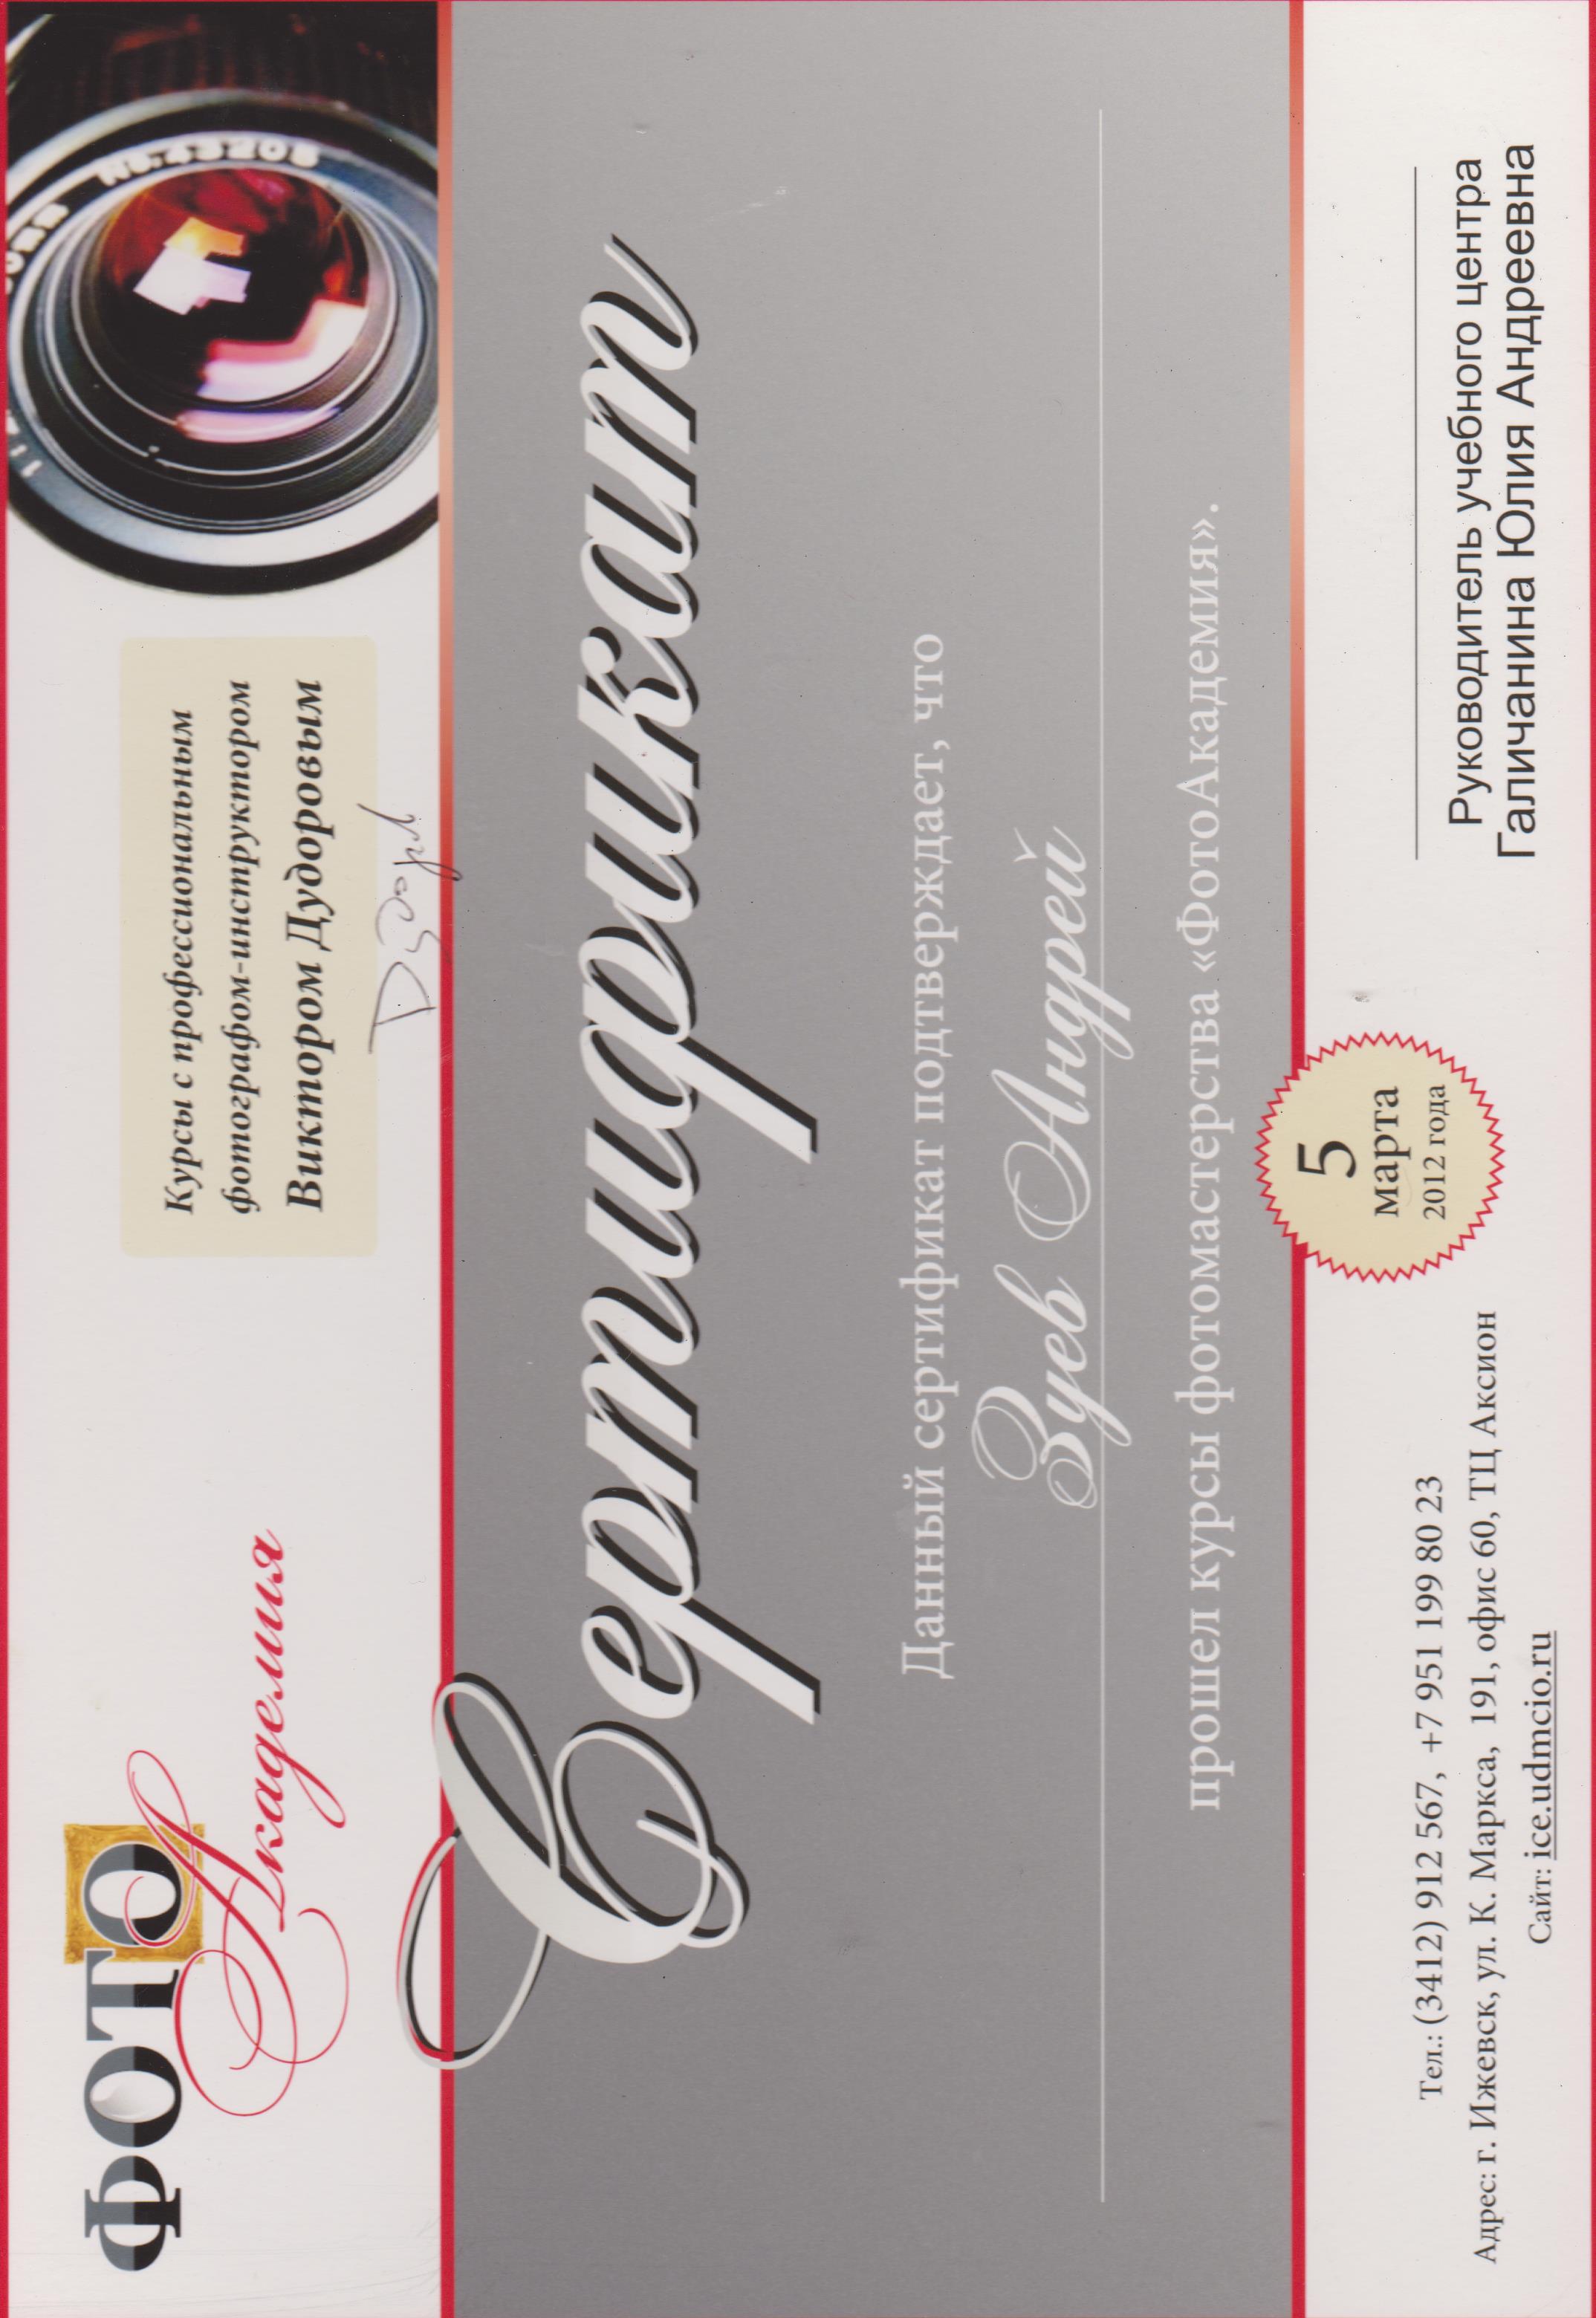 ФОТО
Академия
Курсы с профессиональным
фотографом-инструктором
Виктором Дудоровым
No.43205
Сертификат
Данный сертификат подтверждает, что
Зуев Андрей
прошел курсы фотомастерства «ФотоАкадемия».
5
марта
2012 года
Тел.: (3412) 912 567, +7 951 199 80 23
Адрес: г. Ижевск, ул. К. Маркса, 191, офис 60, ТЦ Аксион
Сайт: ice.udmcio.ru
Руководитель учебного центра
Галичанина Юлия Андреевна